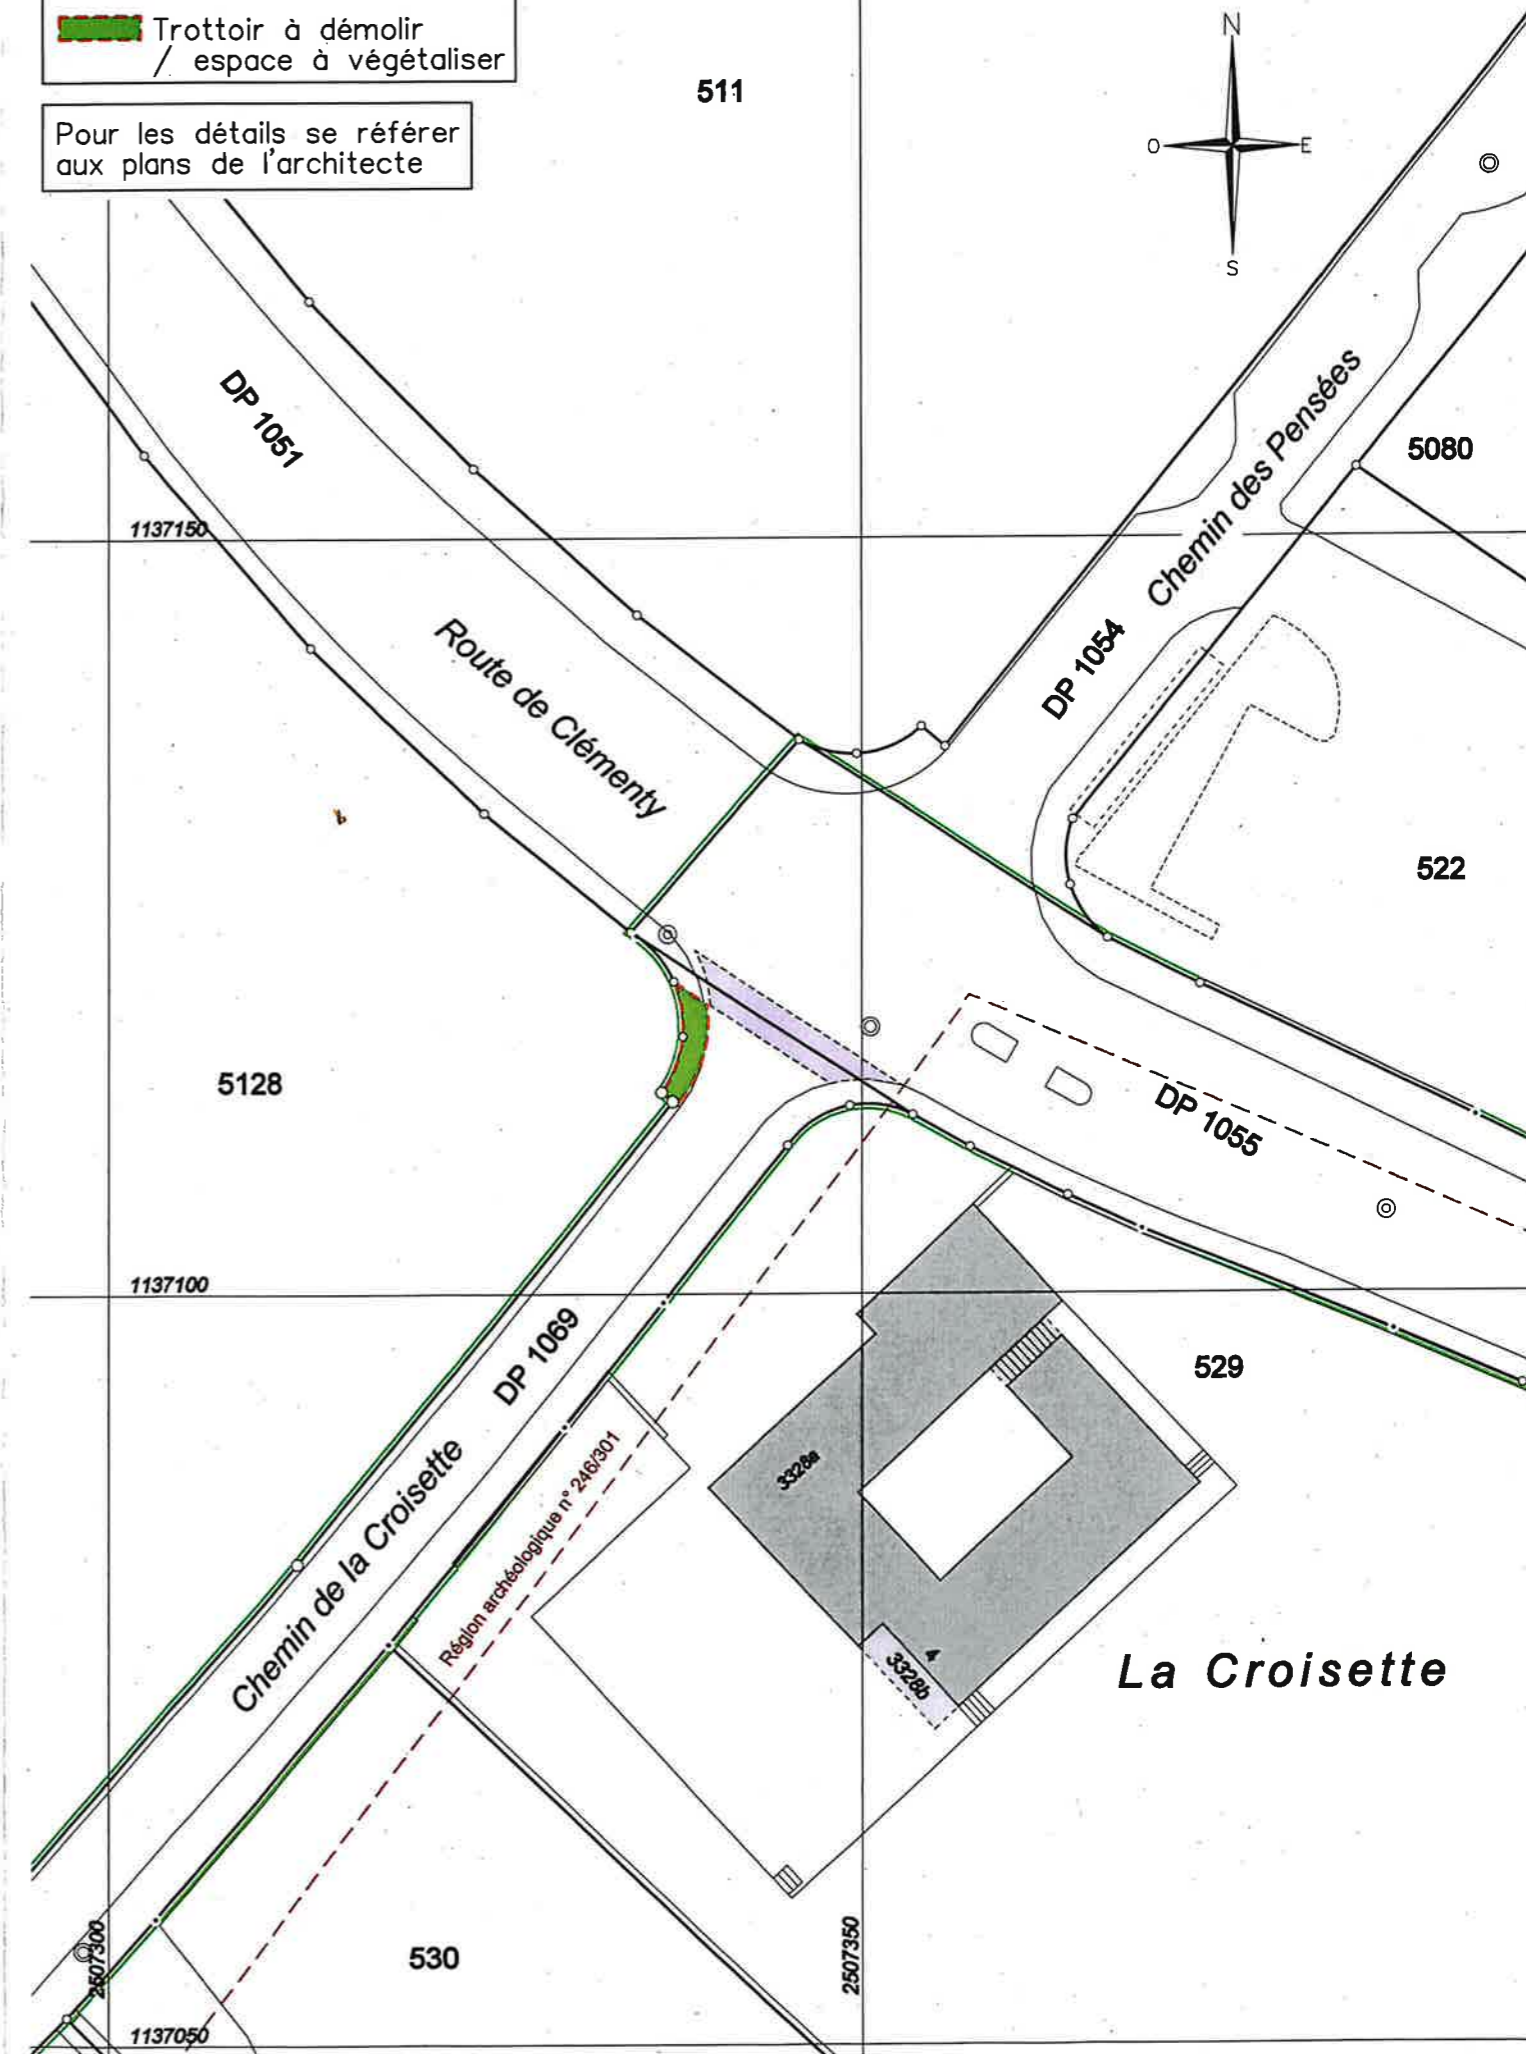 Trottoir à démolir
/ espace à végétaliser
Pour les détails se référer
aux plans de l'architecte
511
N
O
E
S
DP 1051
Chemin des Pensées
5080
1137150
Route de Clémenty
DP 1054
522
5128
DP 1055
1137100
DP 1069
529
Chemin de la Croisette
Région archéologique n° 246/301
3328a
4
3328b
La Croisette
530
2507300
2507350
1137050